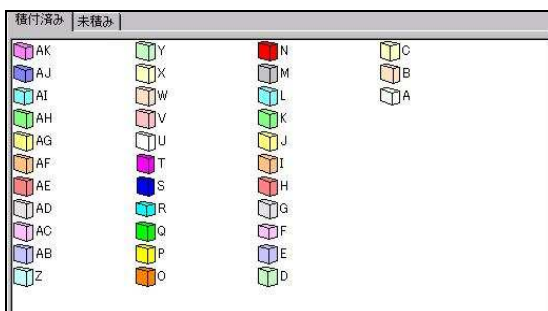 積付済み 未積み
AK Y N C
AJ X M B
AI W L A
AH V K
AG U J
AF T I
AE S H
AD R G
AC Q F
AB P E
Z O D